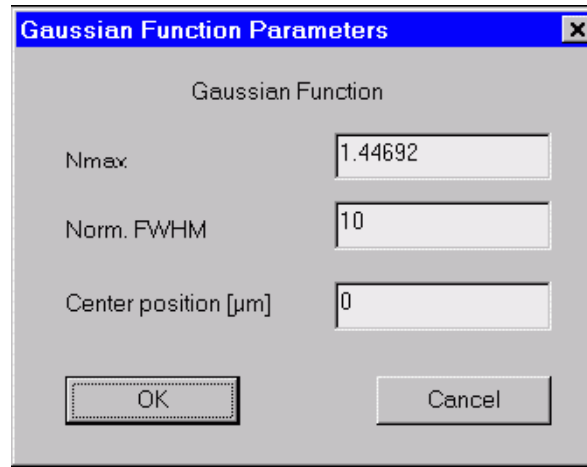 Gaussian Function Parameters
Gaussian Function
Nmax 1.44692
Norm. FWHM 10
Center position [µm] 0
OK Cancel